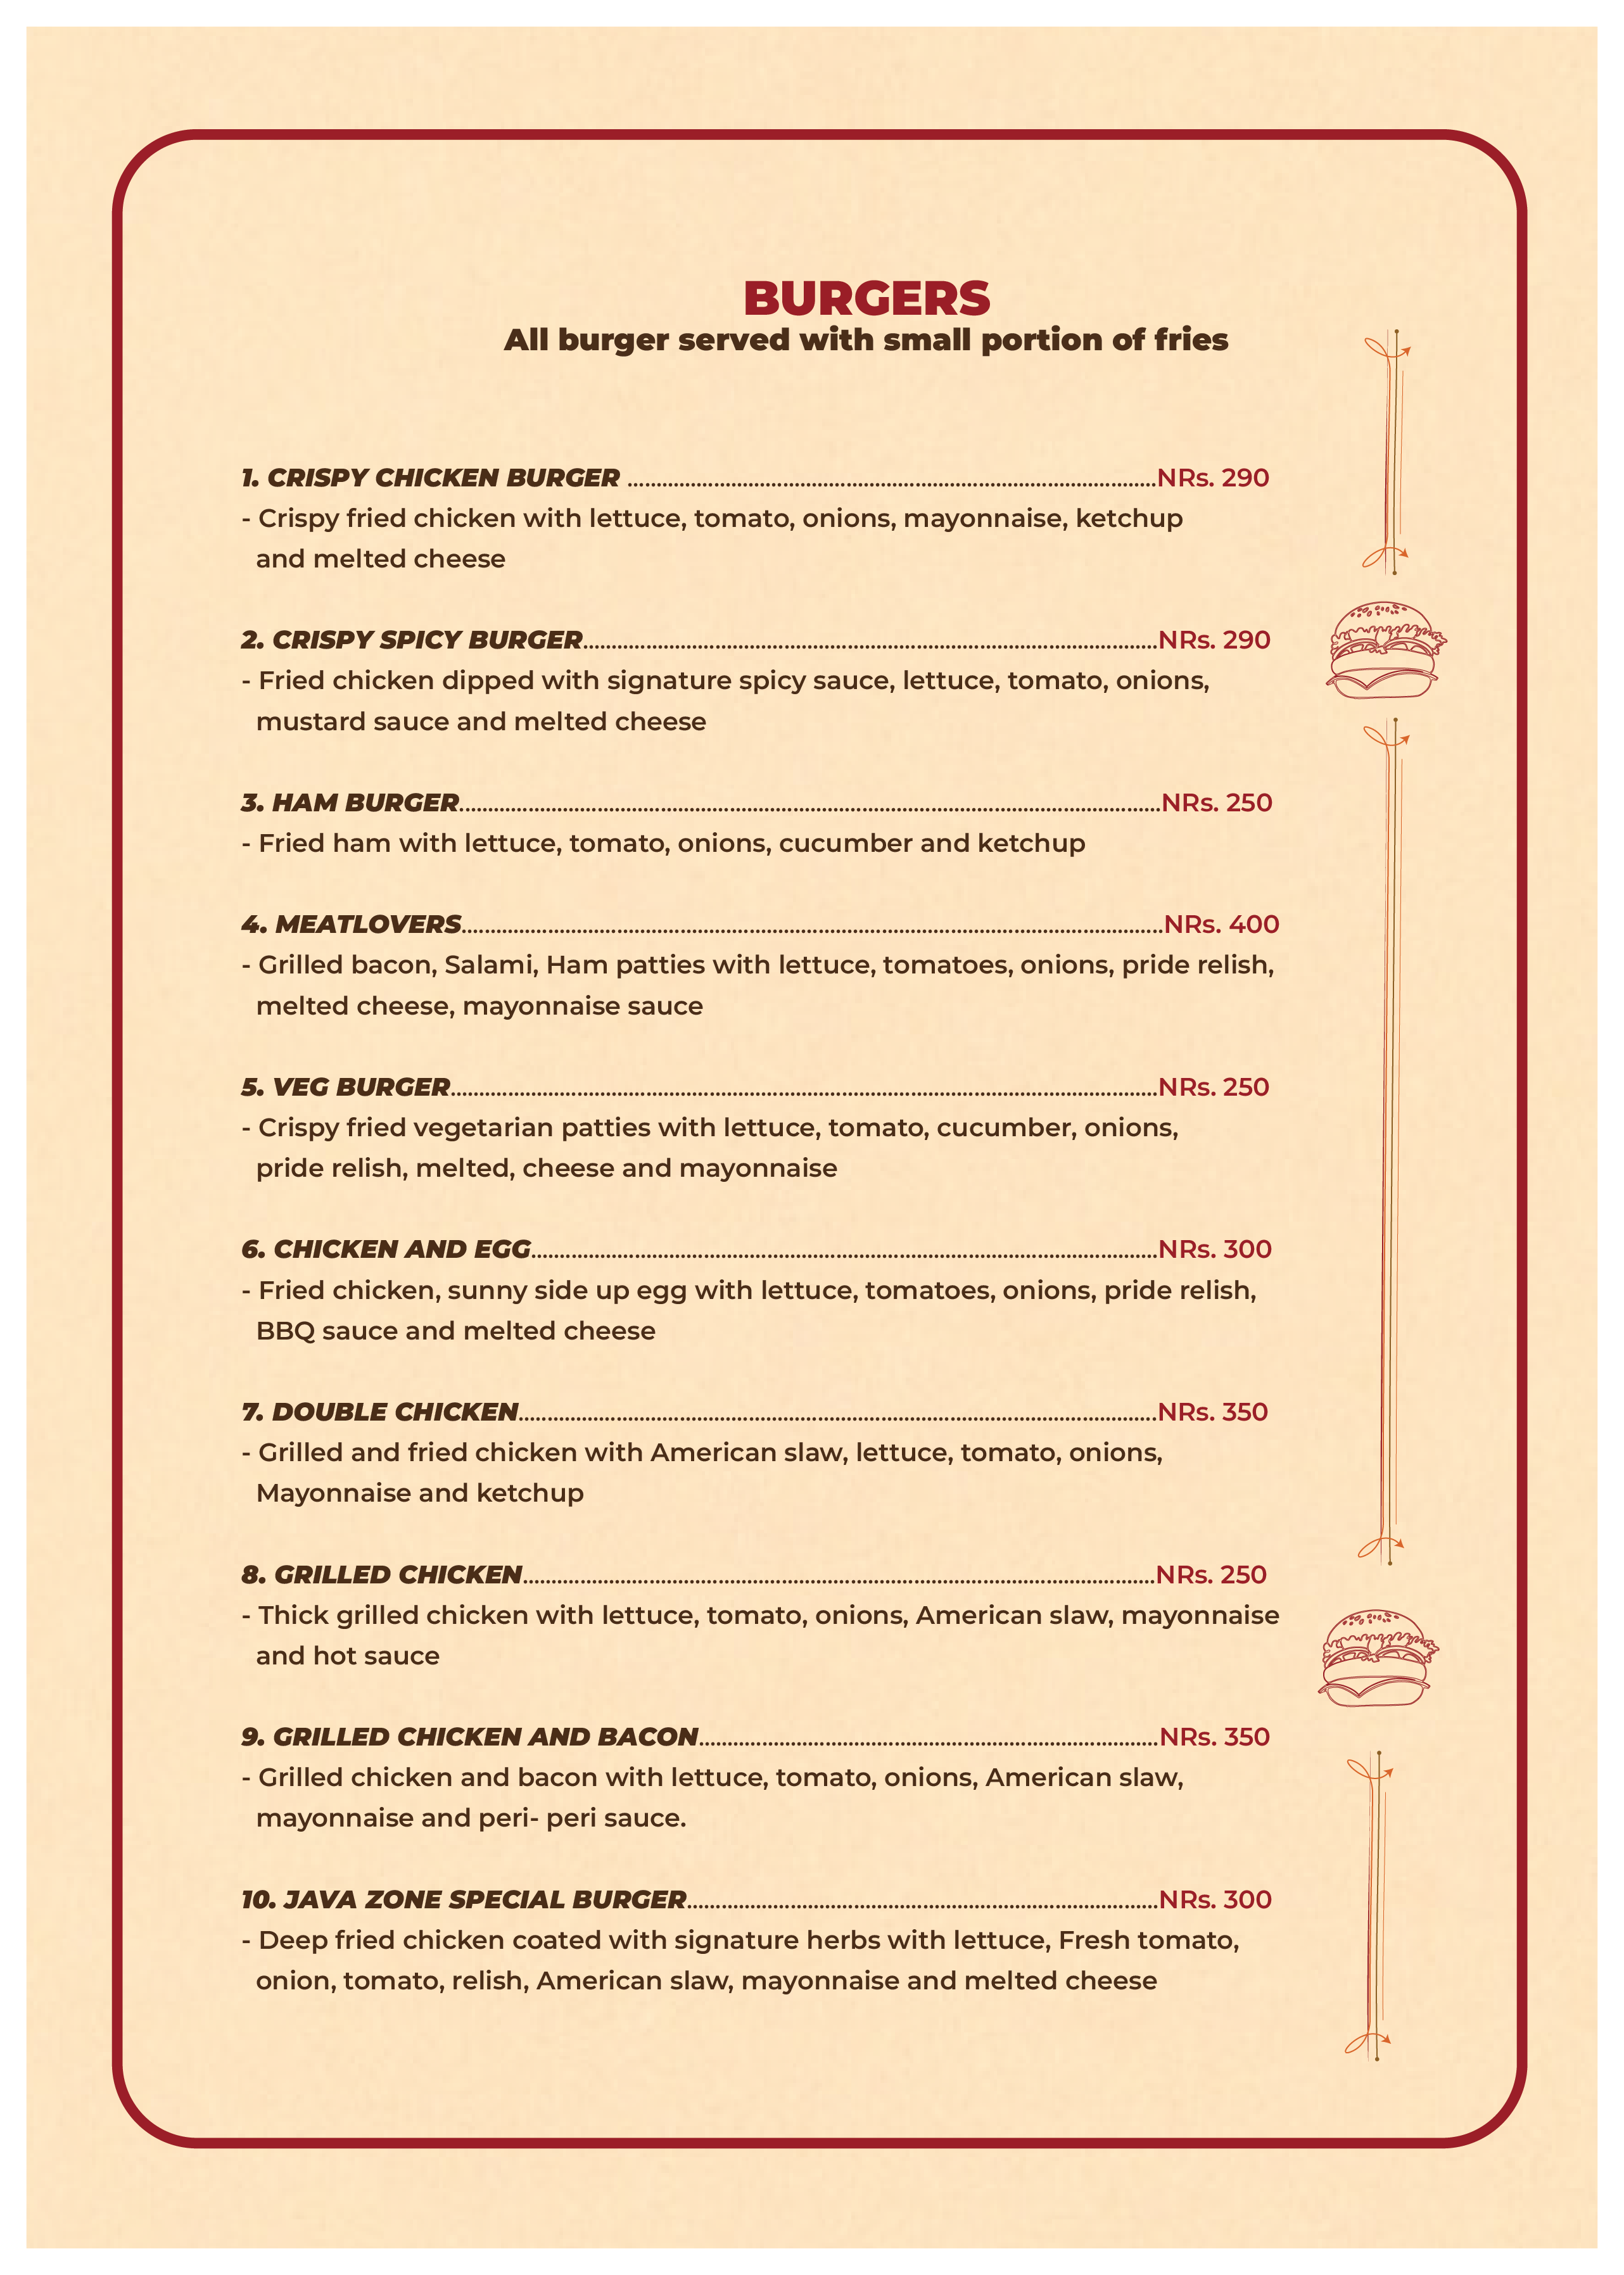 BURGERS
All burger served with small portion of fries
1. CRISPY CHICKEN BURGER ............................................................................................NRs. 290
- Crispy fried chicken with lettuce, tomato, onions, mayonnaise, ketchup
and melted cheese
2. CRISPY SPICY BURGER....................................................................................................NRs. 290
- Fried chicken dipped with signature spicy sauce, lettuce, tomato, onions,
mustard sauce and melted cheese
3. HAM BURGER..........................................................................................................................NRs. 250
- Fried ham with lettuce, tomato, onions, cucumber and ketchup
4. MEATLOVERS..........................................................................................................................NRs. 400
- Grilled bacon, Salami, Ham patties with lettuce, tomatoes, onions, pride relish,
melted cheese, mayonnaise sauce
5. VEG BURGER...........................................................................................................................NRs. 250
- Crispy fried vegetarian patties with lettuce, tomato, cucumber, onions,
pride relish, melted, cheese and mayonnaise
6. CHICKEN AND EGG.............................................................................................................NRs. 300
- Fried chicken, sunny side up egg with lettuce, tomatoes, onions, pride relish,
BBQ sauce and melted cheese
7. DOUBLE CHICKEN...............................................................................................................NRs. 350
- Grilled and fried chicken with American slaw, lettuce, tomato, onions,
Mayonnaise and ketchup
8. GRILLED CHICKEN..............................................................................................................NRs. 250
- Thick grilled chicken with lettuce, tomato, onions, American slaw, mayonnaise
and hot sauce
9. GRILLED CHICKEN AND BACON................................................................................NRs. 350
- Grilled chicken and bacon with lettuce, tomato, onions, American slaw,
mayonnaise and peri- peri sauce.
10. JAVA ZONE SPECIAL BURGER..................................................................................NRs. 300
- Deep fried chicken coated with signature herbs with lettuce, Fresh tomato,
onion, tomato, relish, American slaw, mayonnaise and melted cheese